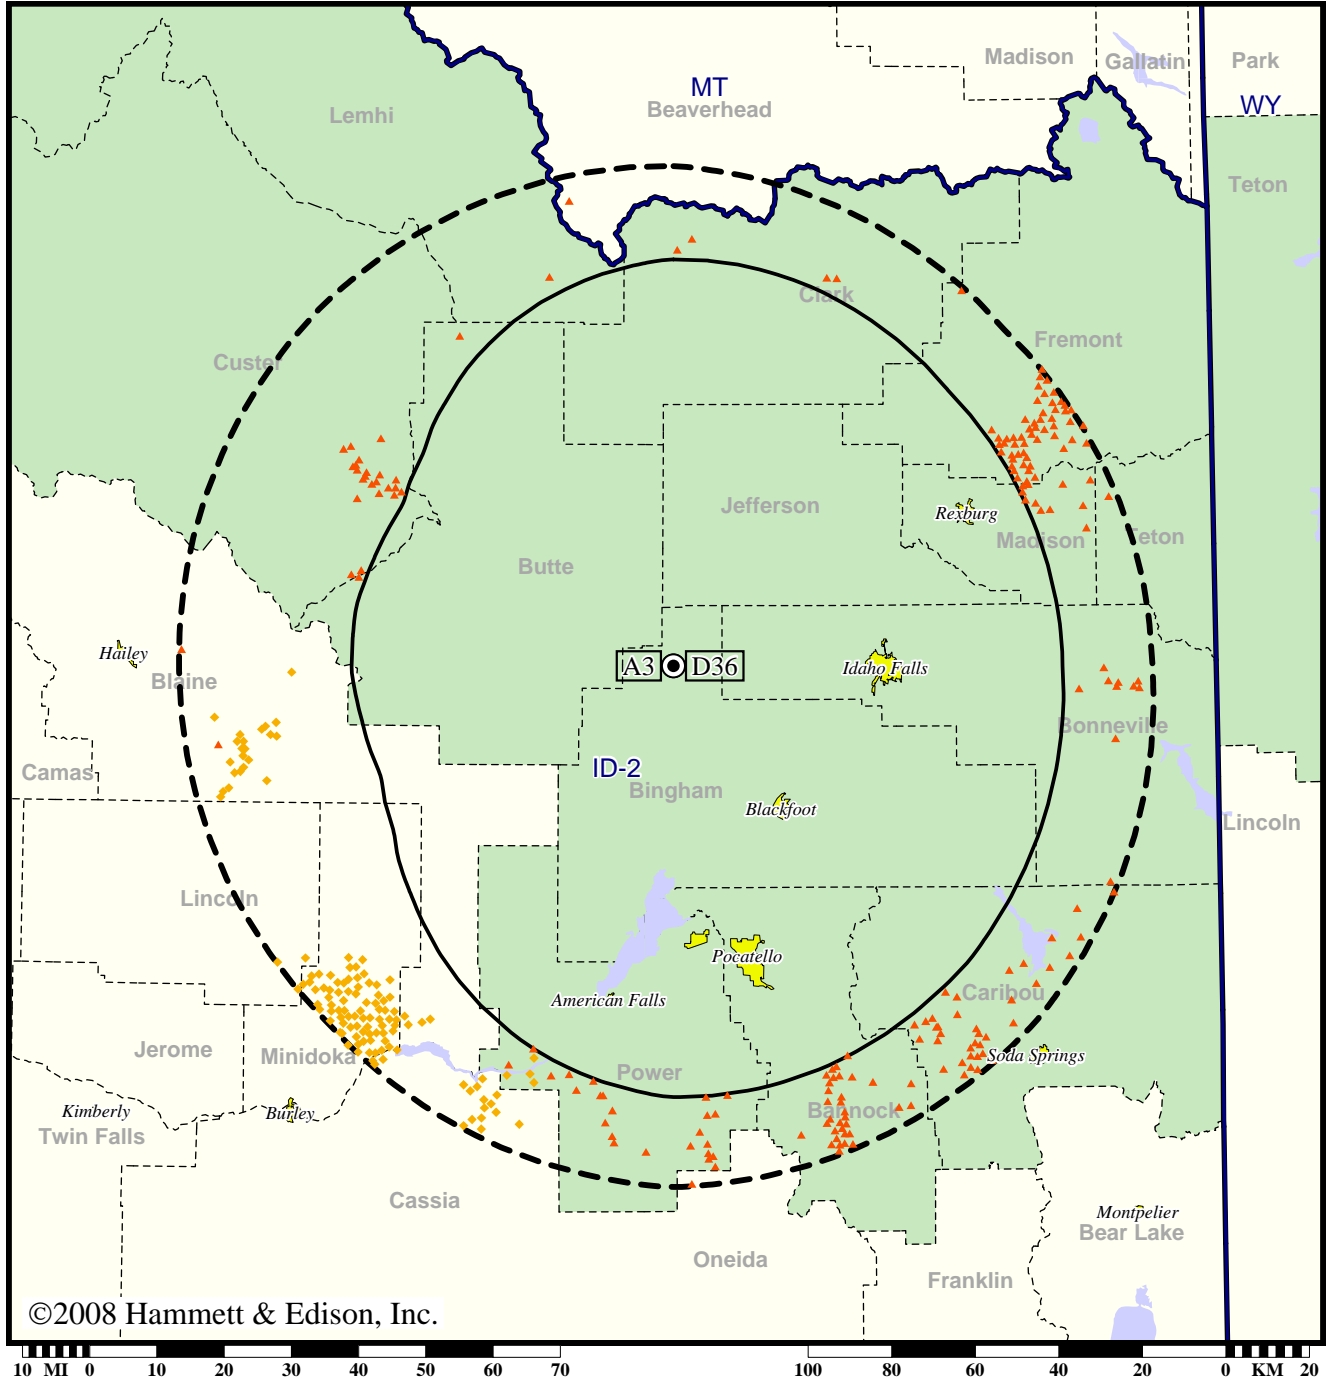 Madison
Gallatin
Park
MT
WY
Beaverhead
Lemhi
Teton
Clark
Fremont
Custer
Jefferson
Rexburg
Madison
Teton
Butte
Hailey
A3
D36
Idaho Falls
Blaine
Bonneville
Camas
ID-2
Bingham
Blackfoot
Lincoln
Lincoln
Pocatello
American Falls
Caribou
Jerome
Minidoka
Soda Springs
Power
Kimberly
Burley
Bannock
Twin Falls
Cassia
Montpelier
Bear Lake
Oneida
Franklin
©2008 Hammett & Edison, Inc.
10 MI 0 10 20 30 40 50 60 70
100 80 60 40 20 0 KM 20